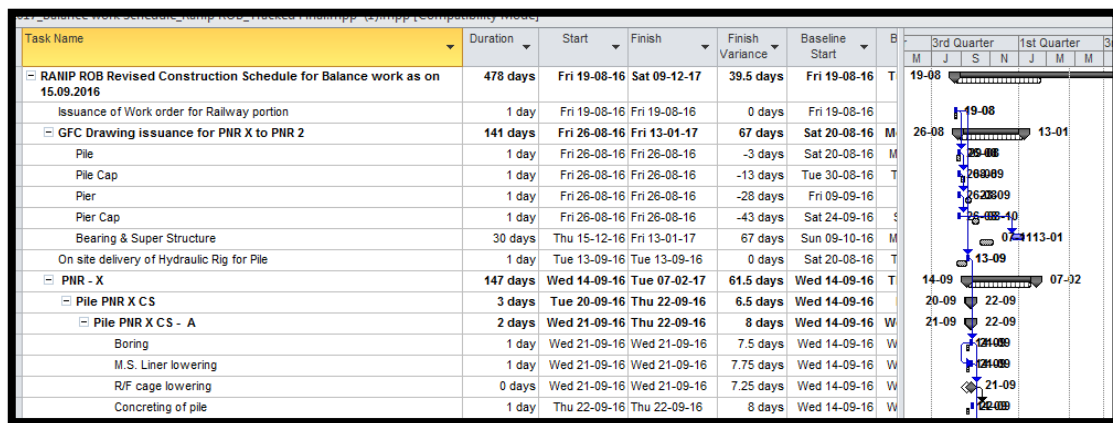 Task Name Duration Start Finish Finish Variance Baseline Start B 3rd Quarter 1st Quarter
M J S N J M M
RANIP ROB Revised Construction Schedule for Balance work as on 15.09.2016 478 days Fri 19-08-16 Sat 09-12-17 39.5 days Fri 19-08-16 19-08
Issuance of Work order for Railway portion 1 day Fri 19-08-16 Fri 19-08-16 0 days Fri 19-08-16 19-08
GFC Drawing issuance for PNR X to PNR 2 141 days Fri 26-08-16 Fri 13-01-17 67 days Sat 20-08-16 26-08 13-01
Pile 1 day Fri 26-08-16 Fri 26-08-16 -3 days Sat 20-08-16 M
Pile Cap 1 day Fri 26-08-16 Fri 26-08-16 -13 days Tue 30-08-16 T
Pier 1 day Fri 26-08-16 Fri 26-08-16 -28 days Fri 09-09-16
Pier Cap 1 day Fri 26-08-16 Fri 26-08-16 -43 days Sat 24-09-16
Bearing & Super Structure 30 days Thu 15-12-16 Fri 13-01-17 67 days Sun 09-10-16 M 13-01
On site delivery of Hydraulic Rig for Pile 1 day Tue 13-09-16 Tue 13-09-16 0 days Sat 20-08-16 T 13-09
PNR - X 147 days Wed 14-09-16 Tue 07-02-17 61.5 days Wed 14-09-16 14-09 07-02
Pile PNR X CS 3 days Tue 20-09-16 Thu 22-09-16 6.5 days Wed 14-09-16 20-09 22-09
Pile PNR X CS - A 2 days Wed 21-09-16 Thu 22-09-16 8 days Wed 14-09-16 21-09 22-09
Boring 1 day Wed 21-09-16 Wed 21-09-16 7.5 days Wed 14-09-16 W
M.S. Liner lowering 1 day Wed 21-09-16 Wed 21-09-16 7.75 days Wed 14-09-16 W
R/F cage lowering 0 days Wed 21-09-16 Wed 21-09-16 7.25 days Wed 14-09-16 W 21-09
Concreting of pile 1 day Thu 22-09-16 Thu 22-09-16 8 days Wed 14-09-16 W